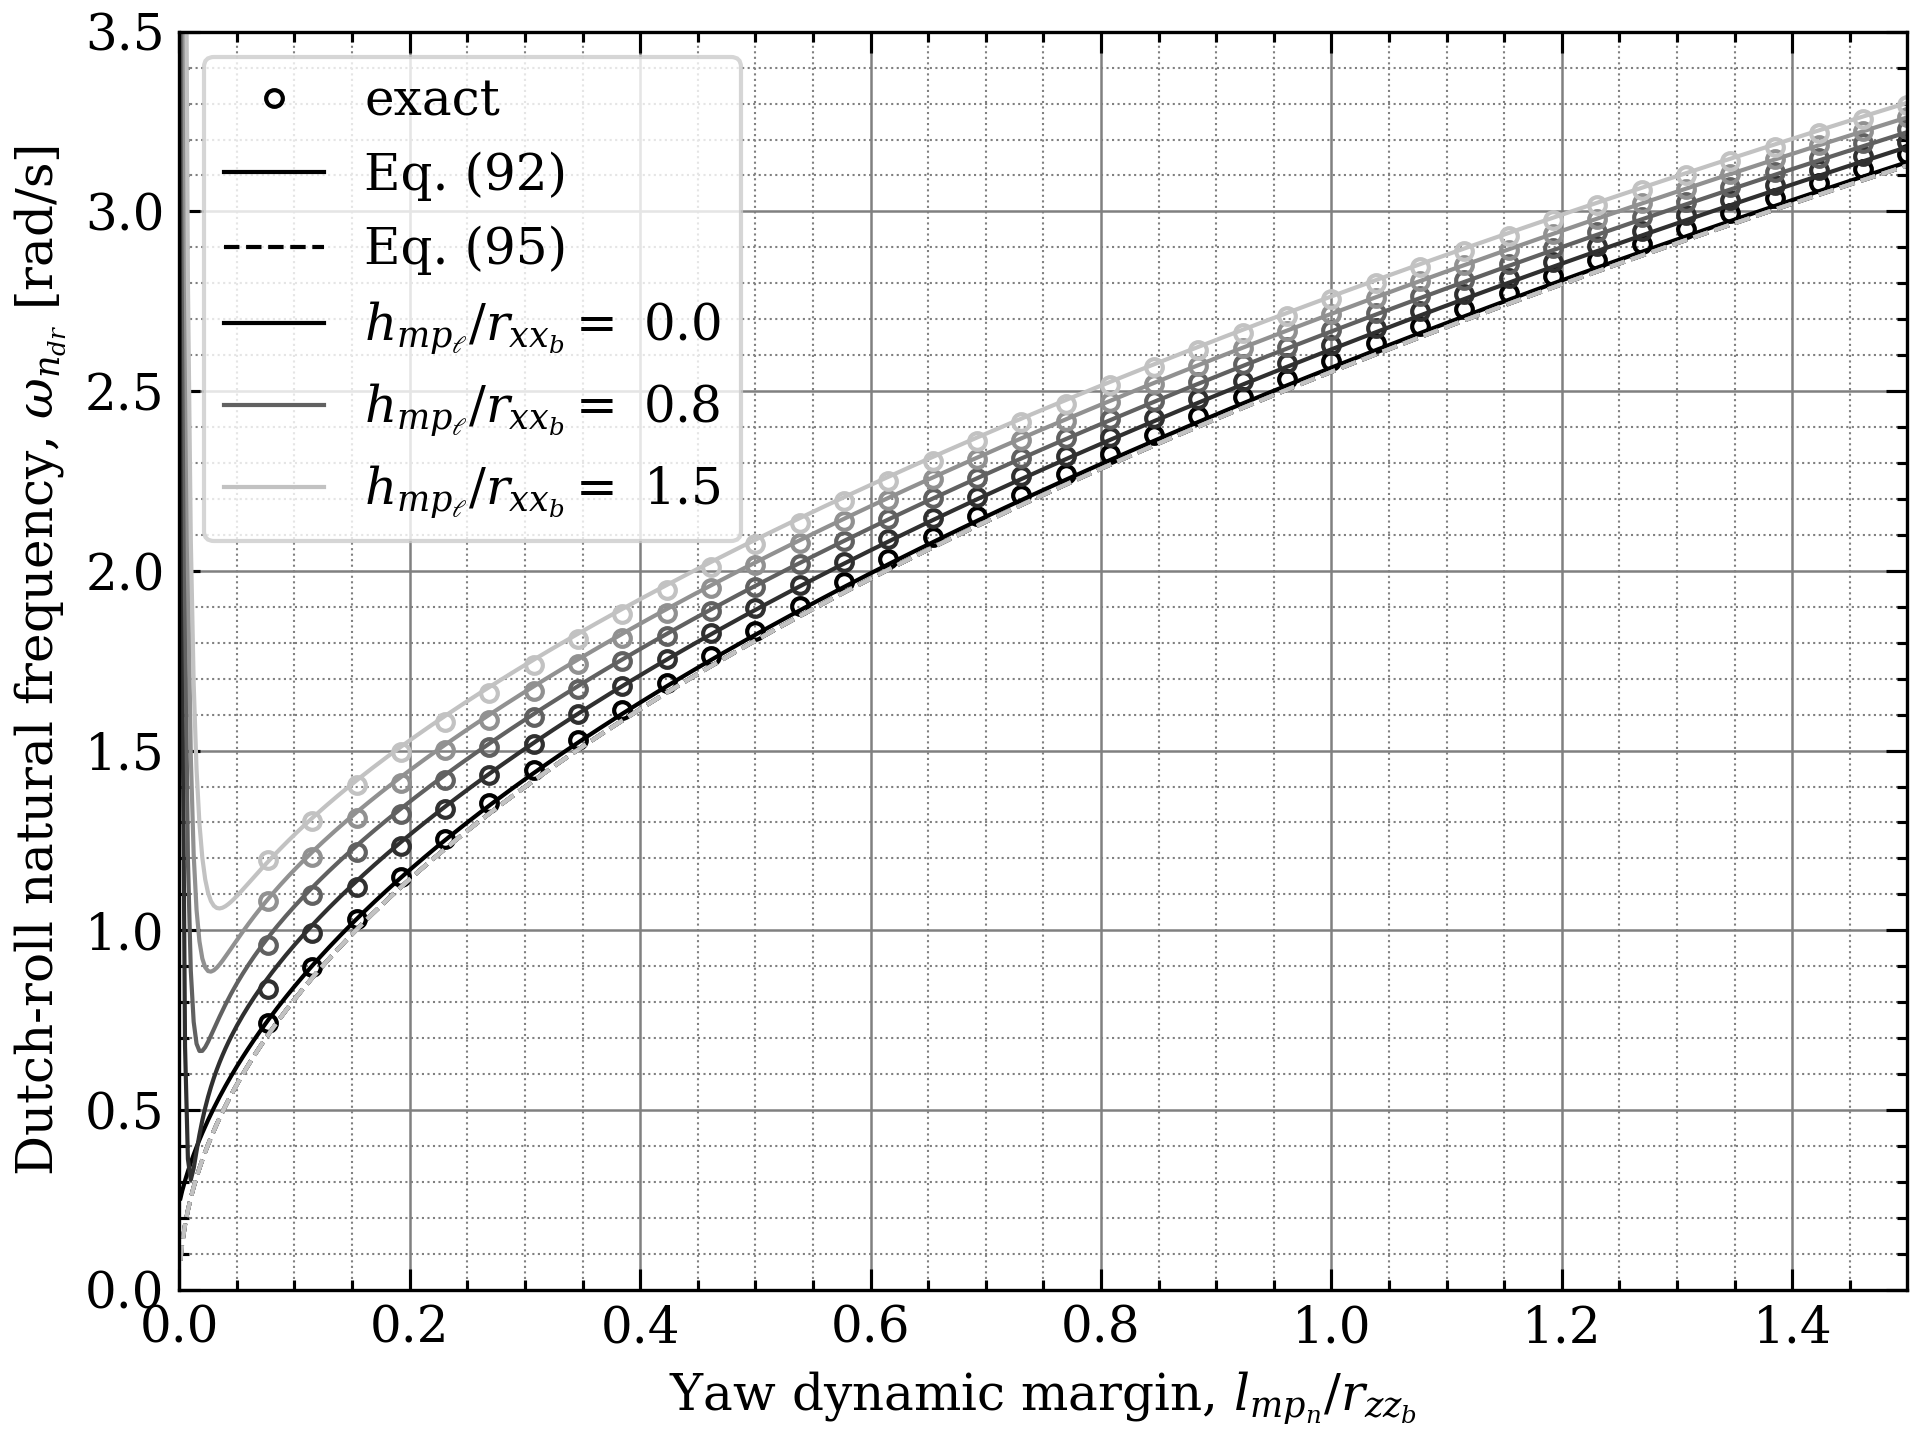 3.5
3.0
2.5
2.0
1.5
1.0
0.5
0.0
Dutch-roll natural frequency, ω_{n_{dr}} [rad/s]
exact
Eq. (92)
Eq. (95)
h_{mp_ℓ}/r_{xx_b} = 0.0
h_{mp_ℓ}/r_{xx_b} = 0.8
h_{mp_ℓ}/r_{xx_b} = 1.5
0.0 0.2 0.4 0.6 0.8 1.0 1.2 1.4
Yaw dynamic margin, l_{mp_n}/r_{zz_b}